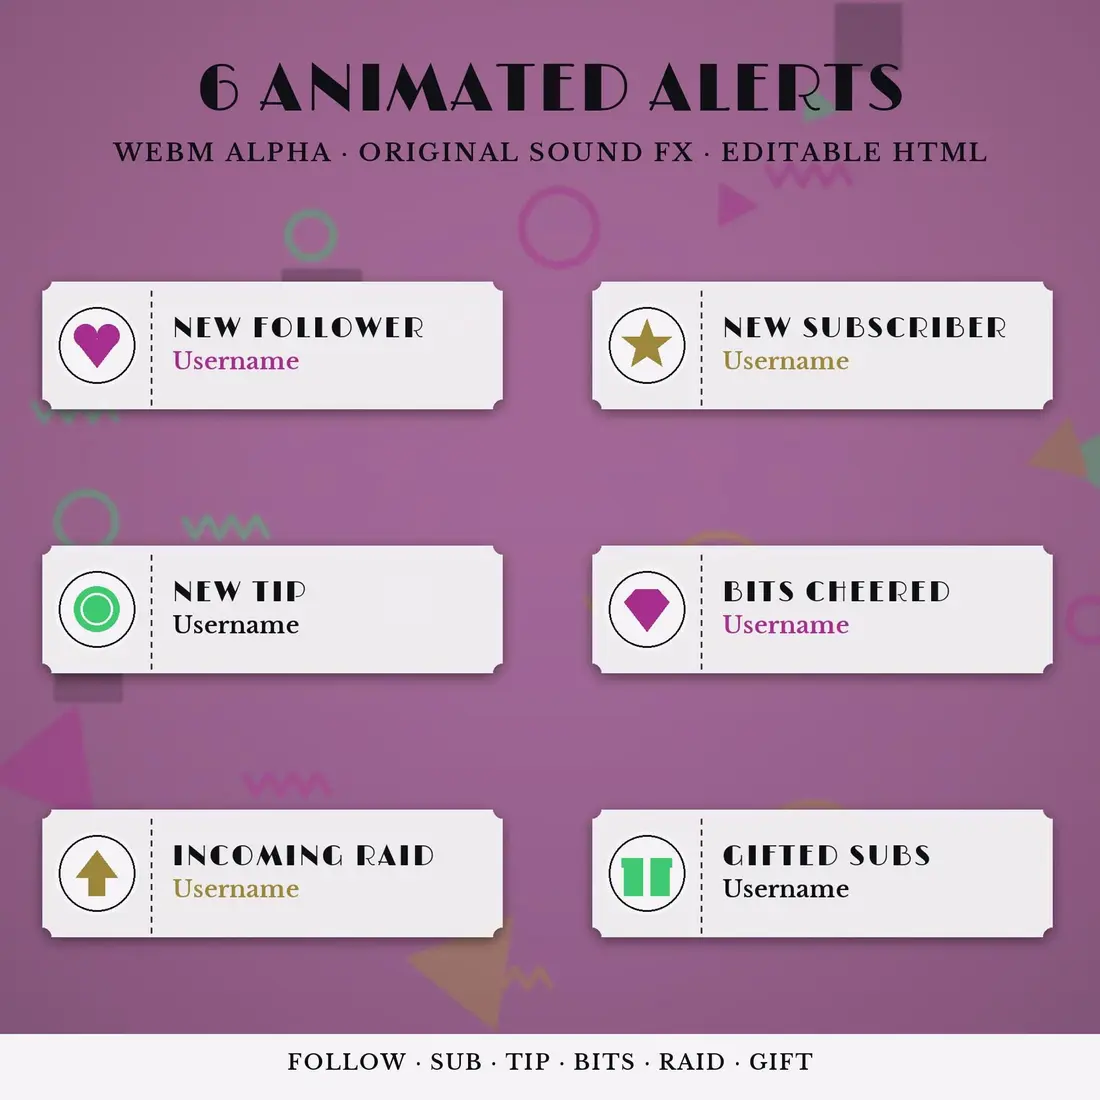 6 ANIMATED ALERTS
WEBM ALPHA · ORIGINAL SOUND FX · EDITABLE HTML
NEW FOLLOWER
Username
NEW SUBSCRIBER
Username
NEW TIP
Username
BITS CHEERED
Username
INCOMING RAID
Username
GIFTED SUBS
Username
FOLLOW · SUB · TIP · BITS · RAID · GIFT